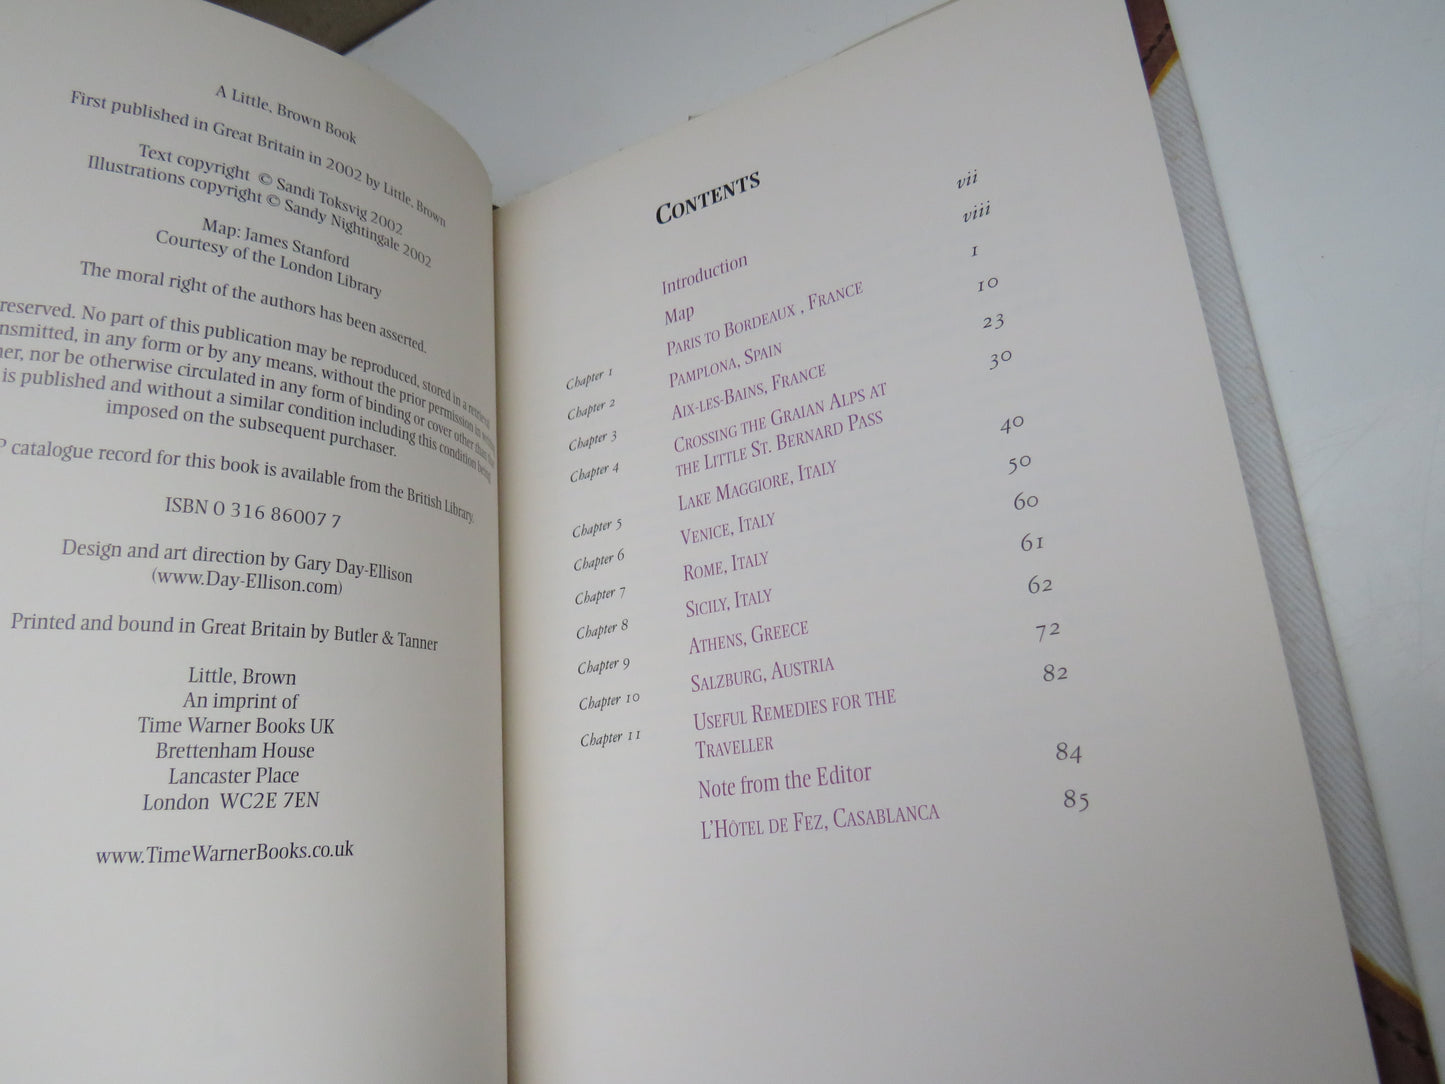 A Little, Brown Book
First published in Great Britain in 2002 by Little, Brown
Text copyright © Sandi Toksvig 2002
Illustrations copyright © Sandy Nightingale 2002
Map: James Stanford
Courtesy of the London Library
The moral right of the authors has been asserted.
reserved. No part of this publication may be reproduced, stored in a retrieval
nsmitted, in any form or by any means, without the prior permission in
her, nor be otherwise circulated in any form of binding or cover other than
is published and without a similar condition including this condition being
imposed on the subsequent purchaser.
P catalogue record for this book is available from the British Library.
ISBN 0 316 86007 7
Design and art direction by Gary Day-Ellison
(www.Day-Ellison.com)
Printed and bound in Great Britain by Butler & Tanner
Little, Brown
An imprint of
Time Warner Books UK
Brettenham House
Lancaster Place
London WC2E 7EN
www.TimeWarnerBooks.co.uk
CONTENTS
Introduction vii
Map viii
Chapter 1 PARIS TO BORDEAUX , FRANCE 1
Chapter 2 PAMPLONA, SPAIN 10
Chapter 3 AIX-LES-BAINS, FRANCE 23
Chapter 4 CROSSING THE GRAIAN ALPS AT 30
THE LITTLE ST. BERNARD PASS
Chapter 5 LAKE MAGGIORE, ITALY 40
Chapter 6 VENICE, ITALY 50
Chapter 7 ROME, ITALY 60
Chapter 8 SICILY, ITALY 61
Chapter 9 ATHENS, GREECE 62
Chapter 10 SALZBURG, AUSTRIA 72
Chapter 11 USEFUL REMEDIES FOR THE 82
TRAVELLER
Note from the Editor 84
L'HÔTEL DE FEZ, CASABLANCA 85